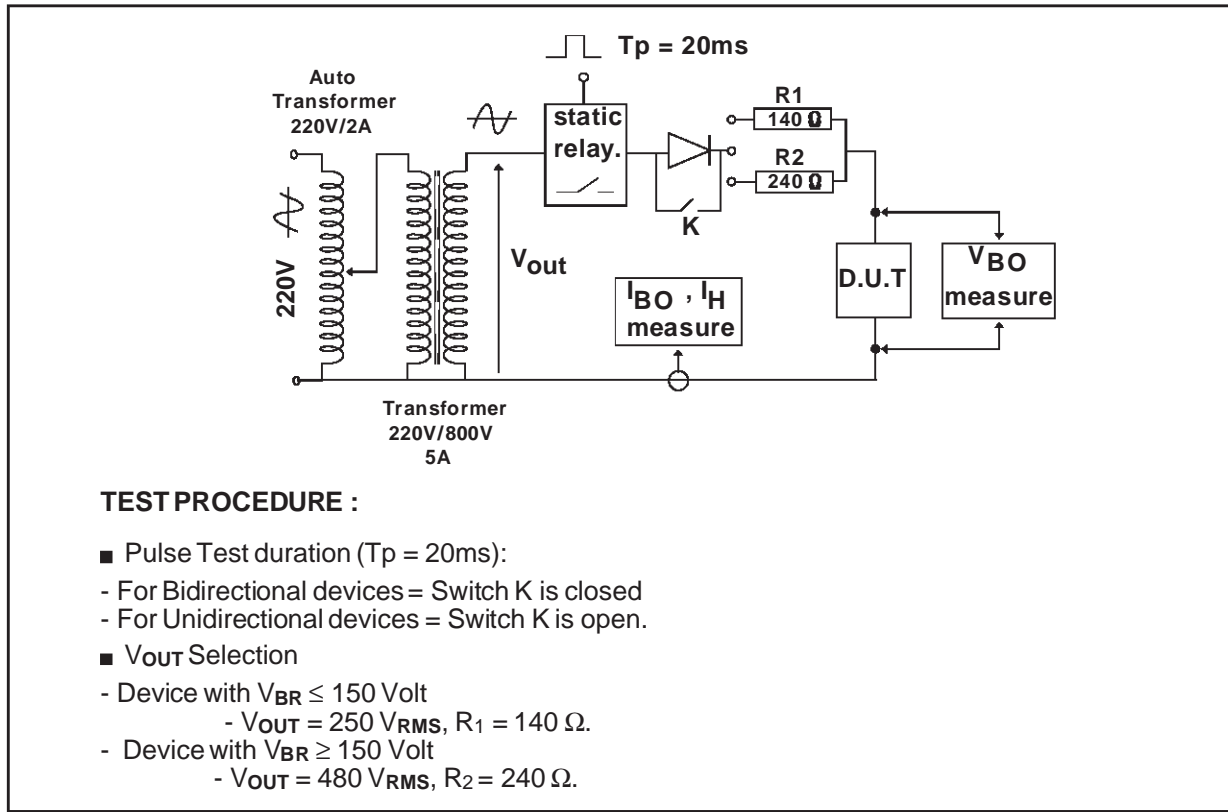 Tp = 20ms
Auto
Transformer
220V/2A
static
relay.
R1
140 Ω
R2
240 Ω
K
220V
Vout
IBO , IH
measure
D.U.T
VBO
measure
Transformer
220V/800V
5A
TEST PROCEDURE :
■ Pulse Test duration (Tp = 20ms):
- For Bidirectional devices = Switch K is closed
- For Unidirectional devices = Switch K is open.
■ VOUT Selection
- Device with VBR ≤ 150 Volt
- VOUT = 250 VRMS, R1 = 140 Ω.
- Device with VBR ≥ 150 Volt
- VOUT = 480 VRMS, R2 = 240 Ω.